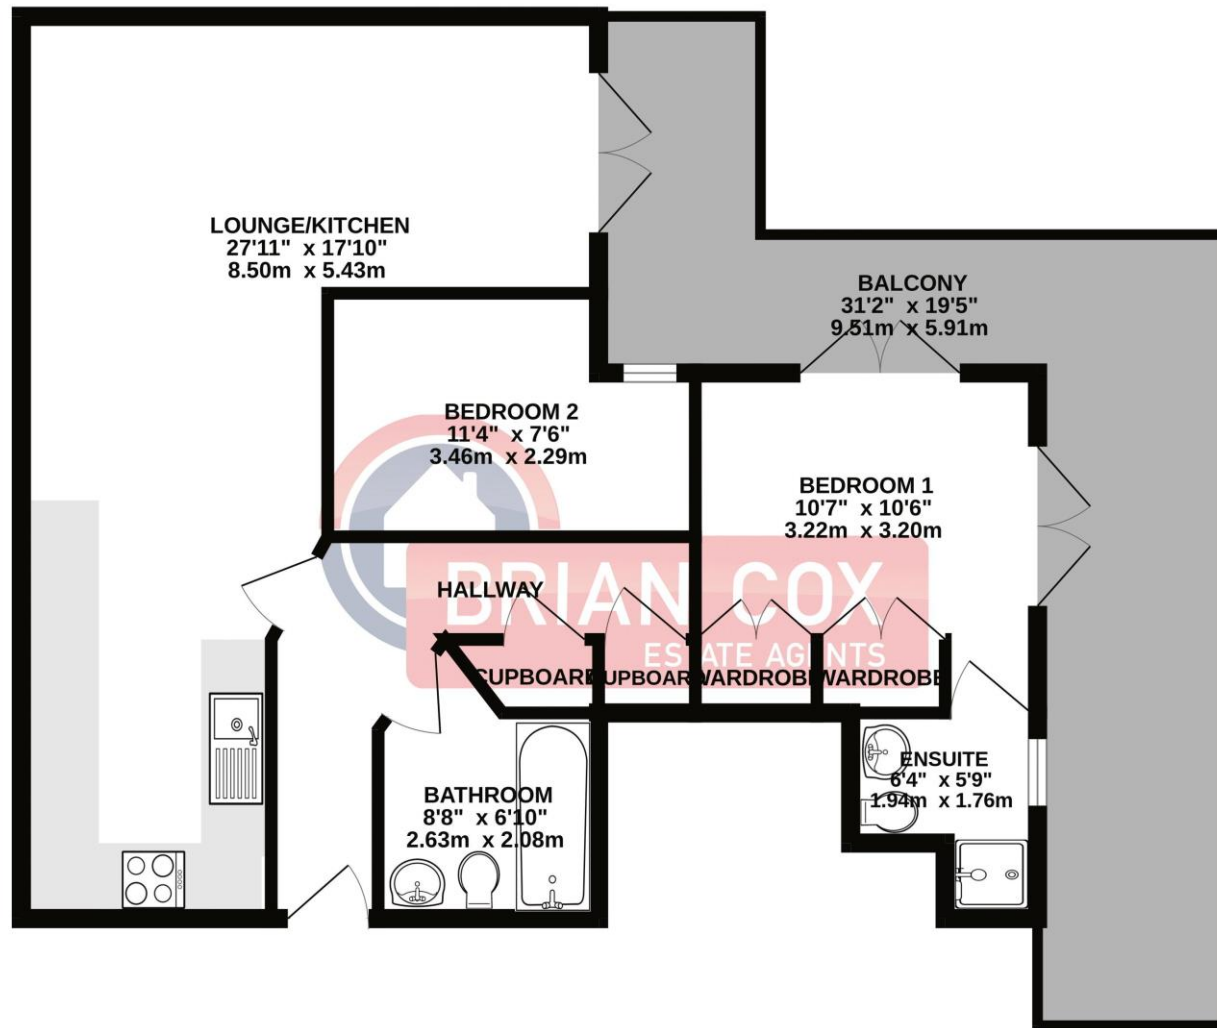 LOUNGE/KITCHEN
27'11" x 17'10"
8.50m x 5.43m
BALCONY
31'2" x 19'5"
9.51m x 5.91m
BEDROOM 2
11'4" x 7'6"
3.46m x 2.29m
BEDROOM 1
10'7" x 10'6"
3.22m x 3.20m
HALLWAY
BRIAN COX
ESTATE AGENTS
CUPBOARD
CUPBOARD
WARDROBE
WARDROBE
ENSUITE
6'4" x 5'9"
1.94m x 1.76m
BATHROOM
8'8" x 6'10"
2.63m x 2.08m